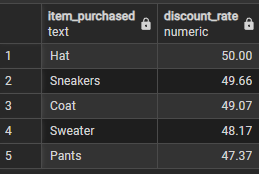 item_purchased discount_rate
text numeric
1 Hat 50.00
2 Sneakers 49.66
3 Coat 49.07
4 Sweater 48.17
5 Pants 47.37